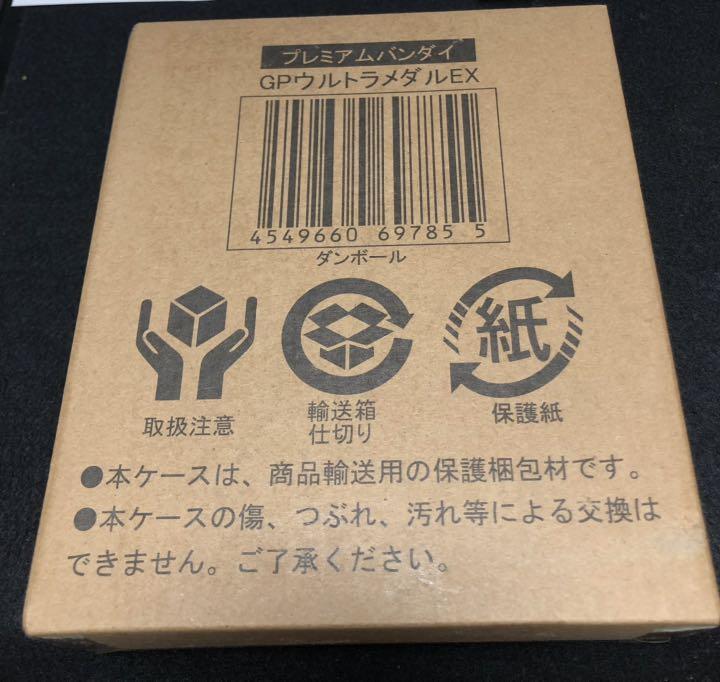 プレミアムバンダイ
GPウルトラメダルEX
4549660 69785 5
ダンボール
紙
取扱注意
輸送箱
仕切り
保護紙
●本ケースは、商品輸送用の保護梱包材です。
●本ケースの傷、つぶれ、汚れ等による交換は
できません。ご了承ください。